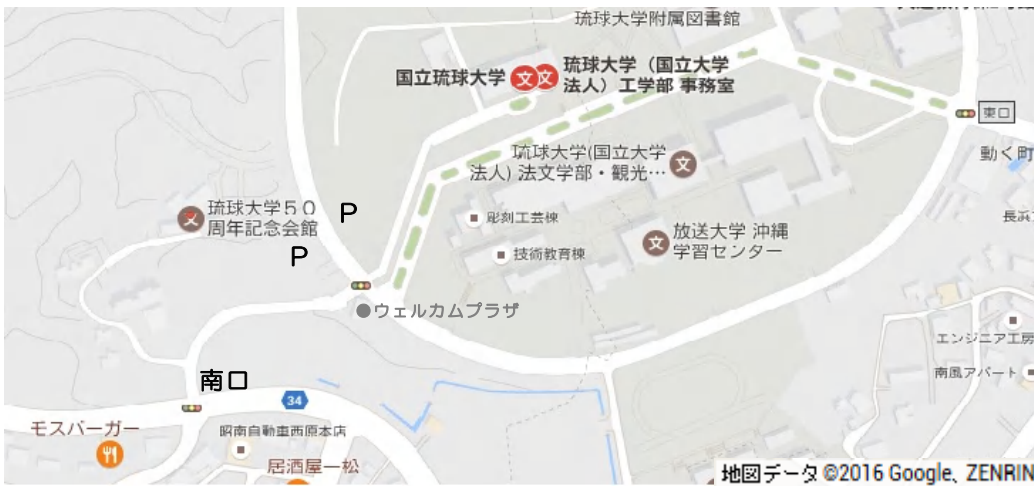 琉球大学附属図書館
国立琉球大学
琉球大学（国立大学
法人）工学部 事務室
東口
動く町
琉球大学(国立大学
法人) 法文学部・観光…
琉球大学５０
周年記念会館
P
P
彫刻工芸棟
技術教育棟
放送大学 沖縄
学習センター
長浜
ウェルカムプラザ
エンジニア工房
南風アパート
南口
34
モスバーガー
昭南自動車西原本店
居酒屋一松
地図データ ©2016 Google、ZENRIN